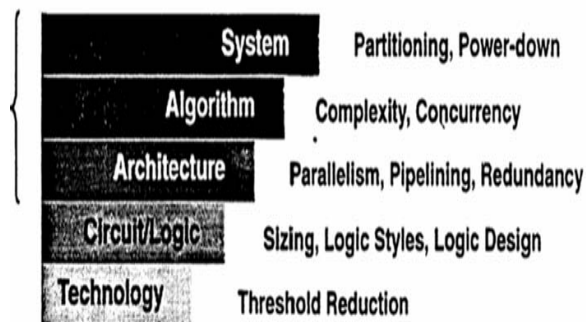 System Partitioning, Power-down
Algorithm Complexity, Concurrency
Architecture Parallelism, Pipelining, Redundancy
Circuit/Logic Sizing, Logic Styles, Logic Design
Technology Threshold Reduction